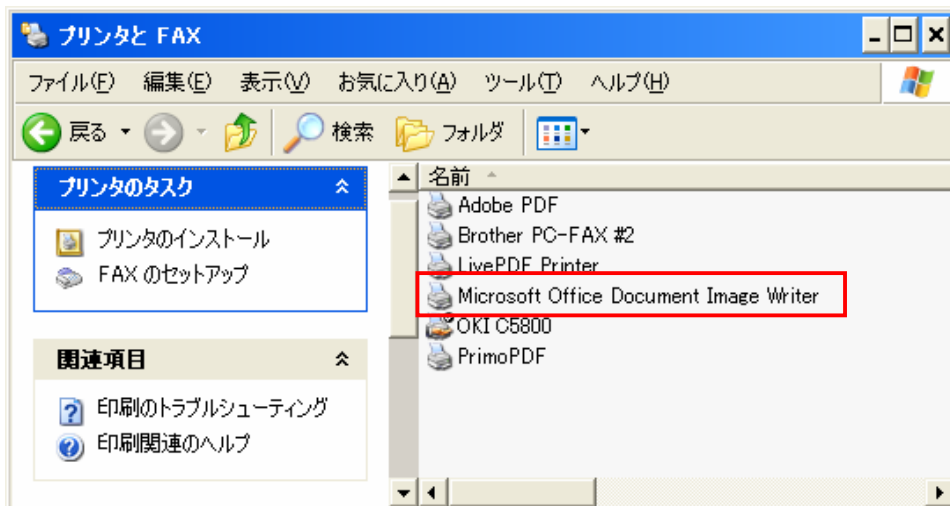 プリンタと FAX
ファイル(F) 編集(E) 表示(V) お気に入り(A) ツール(T) ヘルプ(H)
戻る 検索 フォルダ
プリンタのタスク
プリンタのインストール
FAX のセットアップ
関連項目
印刷のトラブルシューティング
印刷関連のヘルプ
名前
Adobe PDF
Brother PC-FAX #2
LivePDF Printer
Microsoft Office Document Image Writer
OKI C5800
PrimoPDF